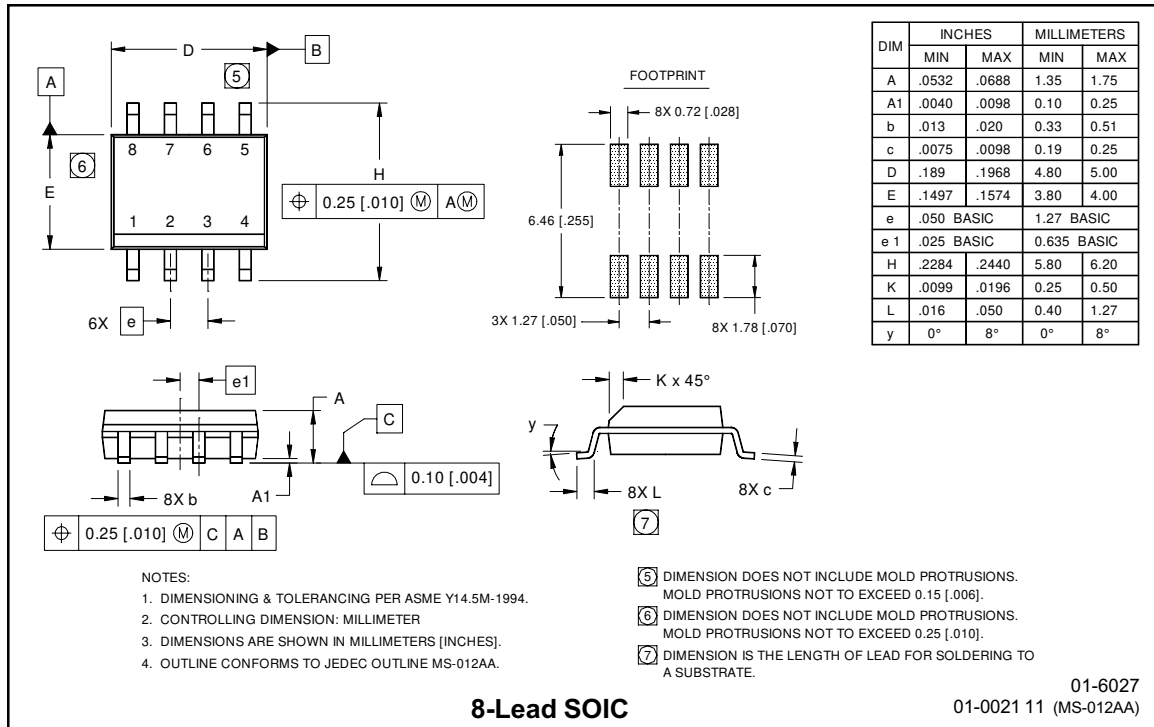 D
B
5
A
8 7 6 5
6
E
H
1 2 3 4
0.25 [.010] M A M
6X e
FOOTPRINT
8X 0.72 [.028]
6.46 [.255]
3X 1.27 [.050]
8X 1.78 [.070]
DIM INCHES MILLIMETERS
MIN MAX MIN MAX
A .0532 .0688 1.35 1.75
A1 .0040 .0098 0.10 0.25
b .013 .020 0.33 0.51
c .0075 .0098 0.19 0.25
D .189 .1968 4.80 5.00
E .1497 .1574 3.80 4.00
e .050 BASIC 1.27 BASIC
e 1 .025 BASIC 0.635 BASIC
H .2284 .2440 5.80 6.20
K .0099 .0196 0.25 0.50
L .016 .050 0.40 1.27
y 0° 8° 0° 8°
e1
A
C
0.10 [.004]
8X b
A1
0.25 [.010] M C A B
K x 45°
y
8X L
8X c
7
NOTES:
1. DIMENSIONING & TOLERANCING PER ASME Y14.5M-1994.
2. CONTROLLING DIMENSION: MILLIMETER
3. DIMENSIONS ARE SHOWN IN MILLIMETERS [INCHES].
4. OUTLINE CONFORMS TO JEDEC OUTLINE MS-012AA.
5 DIMENSION DOES NOT INCLUDE MOLD PROTRUSIONS.
MOLD PROTRUSIONS NOT TO EXCEED 0.15 [.006].
6 DIMENSION DOES NOT INCLUDE MOLD PROTRUSIONS.
MOLD PROTRUSIONS NOT TO EXCEED 0.25 [.010].
7 DIMENSION IS THE LENGTH OF LEAD FOR SOLDERING TO
A SUBSTRATE.
8-Lead SOIC
01-6027
01-0021 11 (MS-012AA)